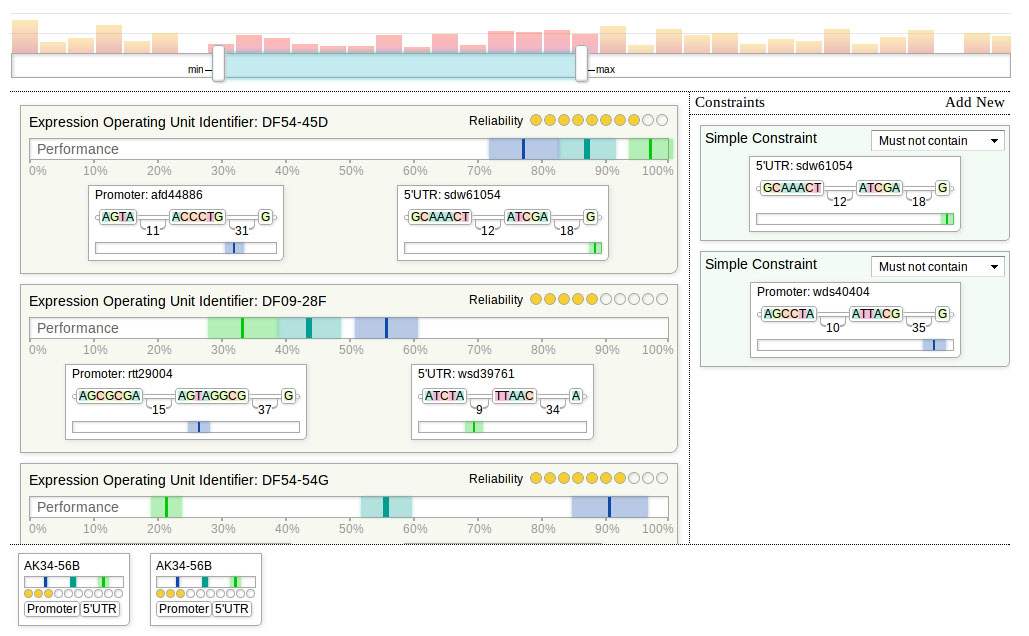 min
max
Constraints
Add New
Expression Operating Unit Identifier: DF54-45D
Reliability
Performance
0% 10% 20% 30% 40% 50% 60% 70% 80% 90% 100%
Promoter: afd44886
AGTA ACCCTG G
11 31
5'UTR: sdw61054
GCAAACT ATCGA G
12 18
Expression Operating Unit Identifier: DF09-28F
Reliability
Performance
0% 10% 20% 30% 40% 50% 60% 70% 80% 90% 100%
Promoter: rtt29004
AGCGCGA AGTAGGCG G
15 37
5'UTR: wsd39761
ATCTA TTAAC A
9 34
Expression Operating Unit Identifier: DF54-54G
Reliability
Performance
0% 10% 20% 30% 40% 50% 60% 70% 80% 90% 100%
Simple Constraint
Must not contain
5'UTR: sdw61054
GCAAACT ATCGA G
12 18
Simple Constraint
Must not contain
Promoter: wds40404
AGCCTA ATTACG G
10 35
AK34-56B
Promoter 5'UTR
AK34-56B
Promoter 5'UTR